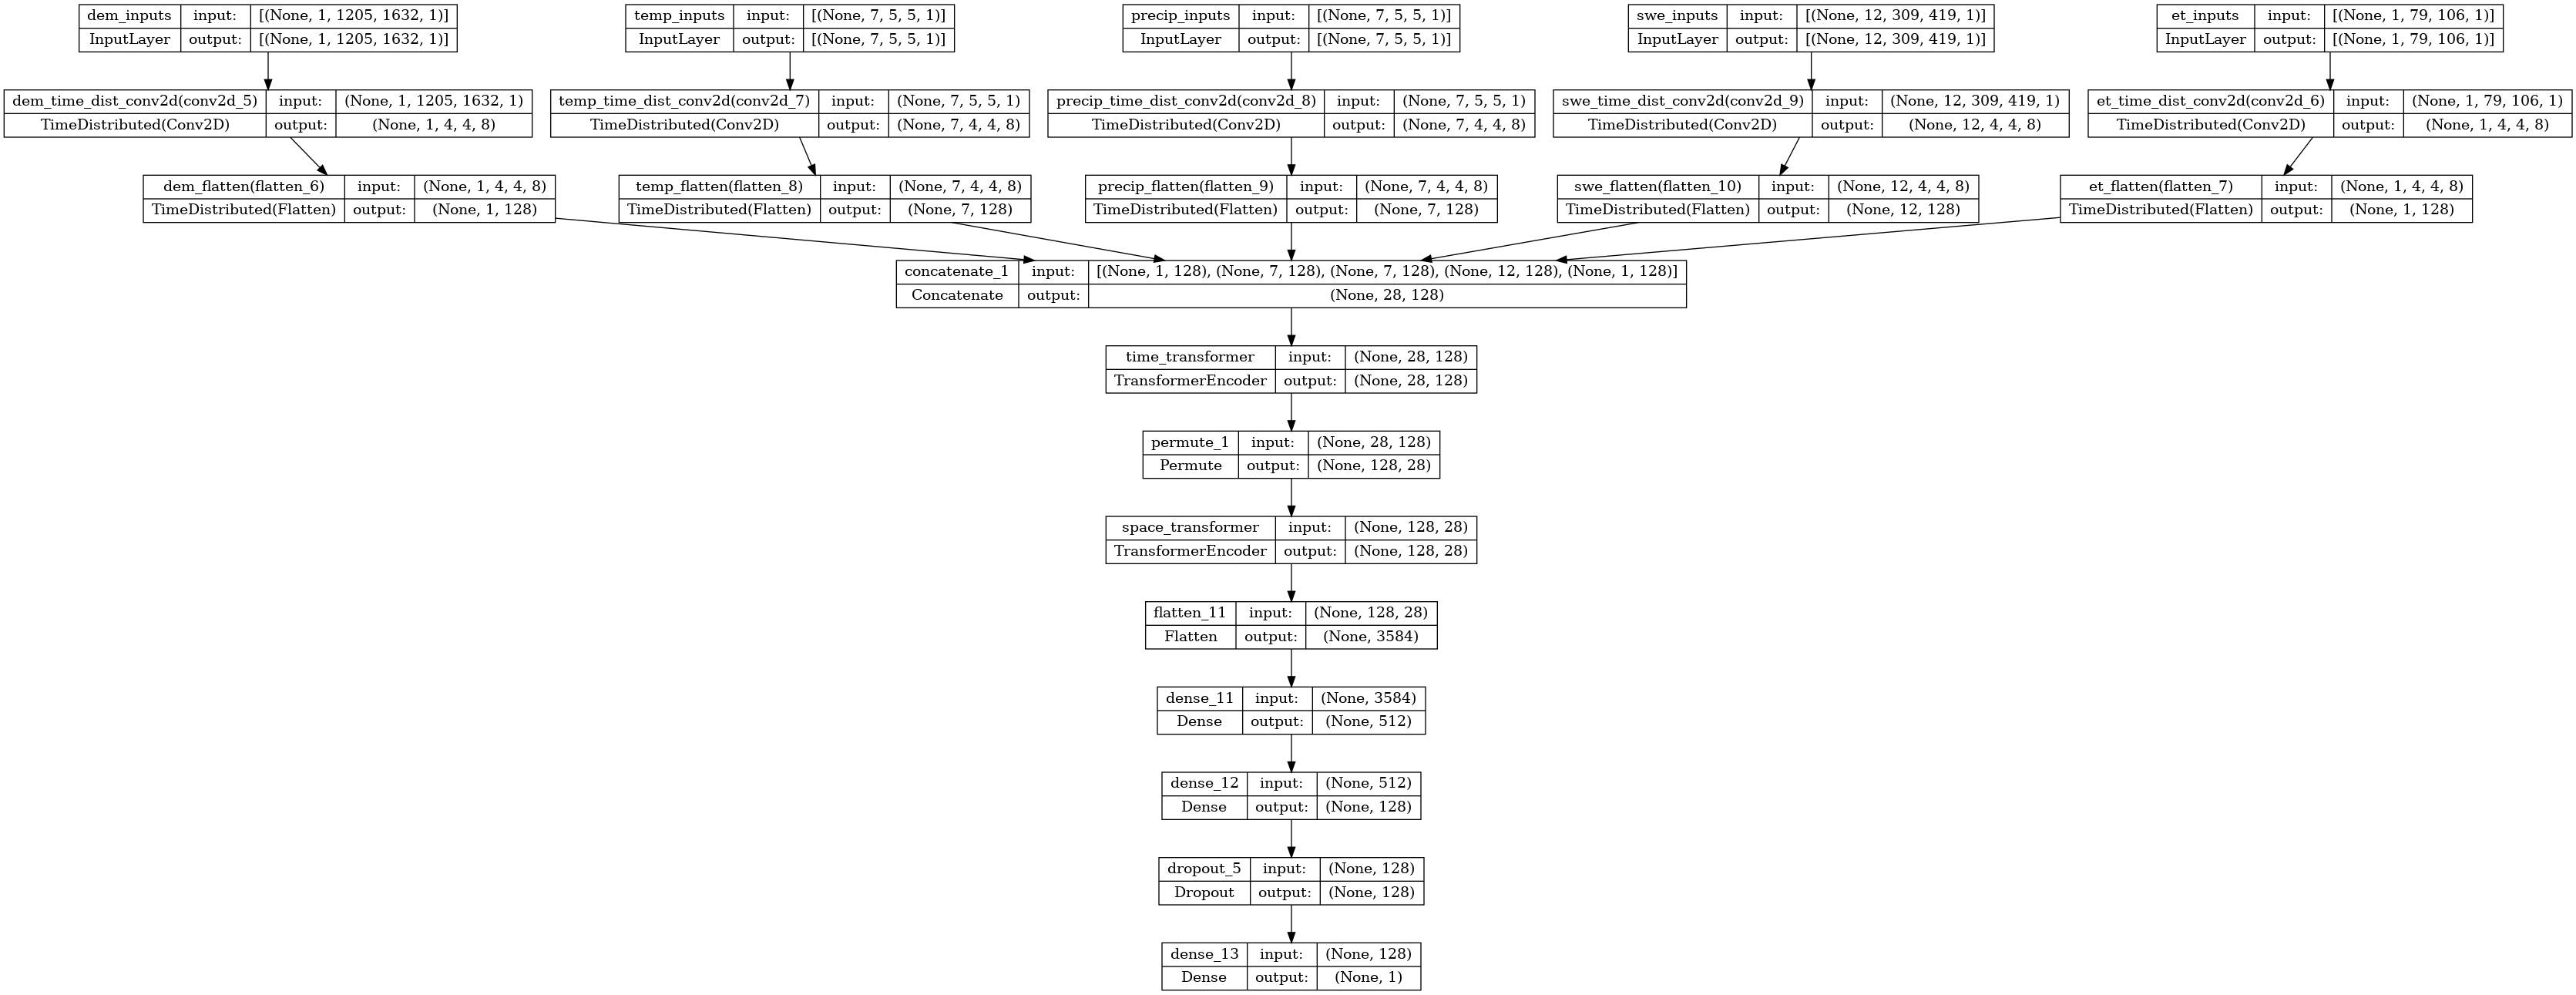 dem_inputs input: [(None, 1, 1205, 1632, 1)]
InputLayer output: [(None, 1, 1205, 1632, 1)]
temp_inputs input: [(None, 7, 5, 5, 1)]
InputLayer output: [(None, 7, 5, 5, 1)]
precip_inputs input: [(None, 7, 5, 5, 1)]
InputLayer output: [(None, 7, 5, 5, 1)]
swe_inputs input: [(None, 12, 309, 419, 1)]
InputLayer output: [(None, 12, 309, 419, 1)]
et_inputs input: [(None, 1, 79, 106, 1)]
InputLayer output: [(None, 1, 79, 106, 1)]
dem_time_dist_conv2d(conv2d_5) input: (None, 1, 1205, 1632, 1)
TimeDistributed(Conv2D) output: (None, 1, 4, 4, 8)
temp_time_dist_conv2d(conv2d_7) input: (None, 7, 5, 5, 1)
TimeDistributed(Conv2D) output: (None, 7, 4, 4, 8)
precip_time_dist_conv2d(conv2d_8) input: (None, 7, 5, 5, 1)
TimeDistributed(Conv2D) output: (None, 7, 4, 4, 8)
swe_time_dist_conv2d(conv2d_9) input: (None, 12, 309, 419, 1)
TimeDistributed(Conv2D) output: (None, 12, 4, 4, 8)
et_time_dist_conv2d(conv2d_6) input: (None, 1, 79, 106, 1)
TimeDistributed(Conv2D) output: (None, 1, 4, 4, 8)
dem_flatten(flatten_6) input: (None, 1, 4, 4, 8)
TimeDistributed(Flatten) output: (None, 1, 128)
temp_flatten(flatten_8) input: (None, 7, 4, 4, 8)
TimeDistributed(Flatten) output: (None, 7, 128)
precip_flatten(flatten_9) input: (None, 7, 4, 4, 8)
TimeDistributed(Flatten) output: (None, 7, 128)
swe_flatten(flatten_10) input: (None, 12, 4, 4, 8)
TimeDistributed(Flatten) output: (None, 12, 128)
et_flatten(flatten_7) input: (None, 1, 4, 4, 8)
TimeDistributed(Flatten) output: (None, 1, 128)
concatenate_1 input: [(None, 1, 128), (None, 7, 128), (None, 7, 128), (None, 12, 128), (None, 1, 128)]
Concatenate output: (None, 28, 128)
time_transformer input: (None, 28, 128)
TransformerEncoder output: (None, 28, 128)
permute_1 input: (None, 28, 128)
Permute output: (None, 128, 28)
space_transformer input: (None, 128, 28)
TransformerEncoder output: (None, 128, 28)
flatten_11 input: (None, 128, 28)
Flatten output: (None, 3584)
dense_11 input: (None, 3584)
Dense output: (None, 512)
dense_12 input: (None, 512)
Dense output: (None, 128)
dropout_5 input: (None, 128)
Dropout output: (None, 128)
dense_13 input: (None, 128)
Dense output: (None, 1)